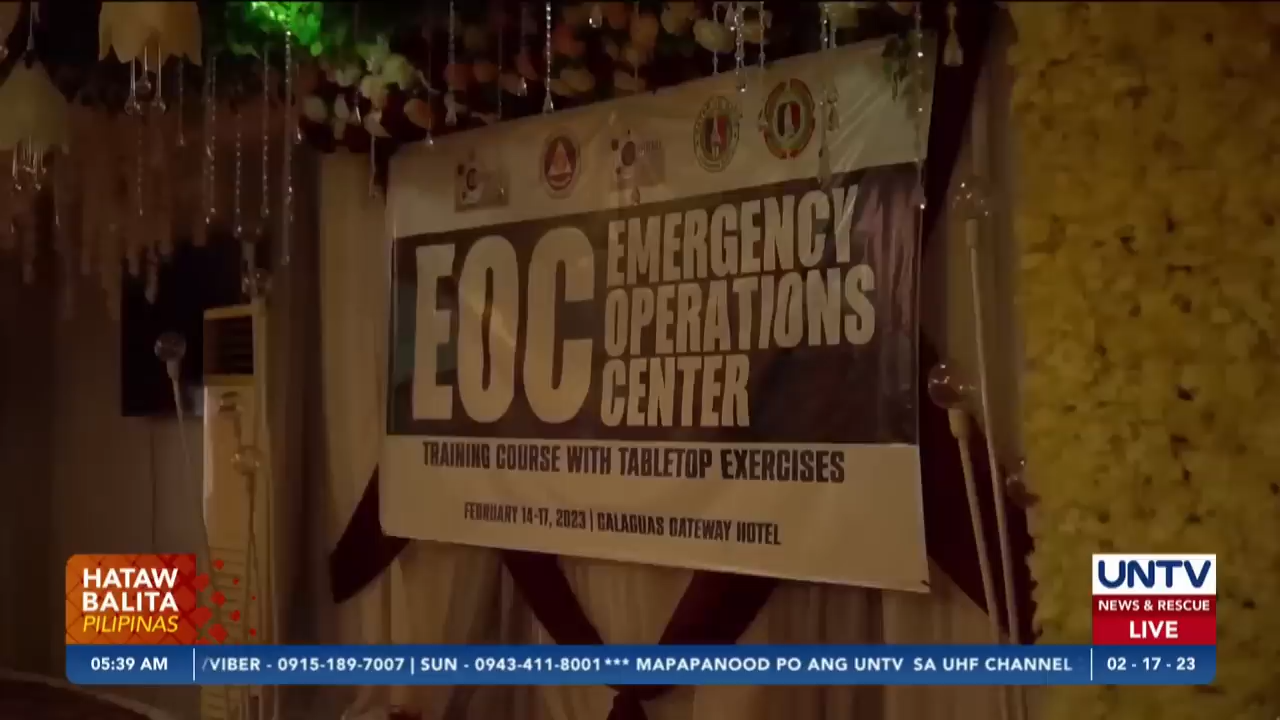 EOC
EMERGENCY
OPERATIONS
CENTER
TRAINING COURSE WITH TABLETOP EXERCISES
FEBRUARY 14-17, 2023 | CALAGUAS GATEWAY HOTEL
HATAW
BALITA
PILIPINAS
UNTV
NEWS & RESCUE
LIVE
05:39 AM
/VIBER - 0915-189-7007 | SUN - 0943-411-8001*** MAPAPANOOD PO ANG UNTV SA UHF CHANNEL
02 - 17 - 23